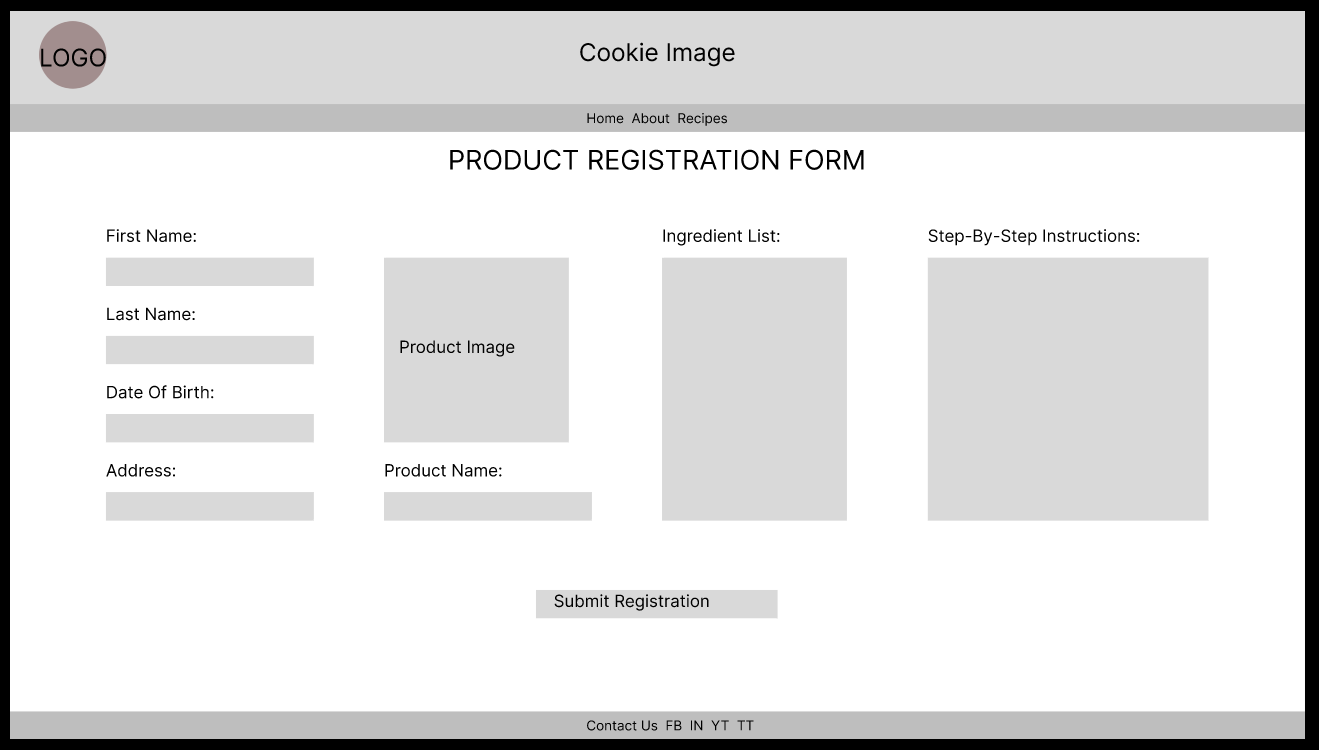 LOGO
Cookie Image
Home About Recipes
PRODUCT REGISTRATION FORM
First Name:
Last Name:
Date Of Birth:
Address:
Product Image
Product Name:
Ingredient List:
Step-By-Step Instructions:
Submit Registration
Contact Us FB IN YT TT